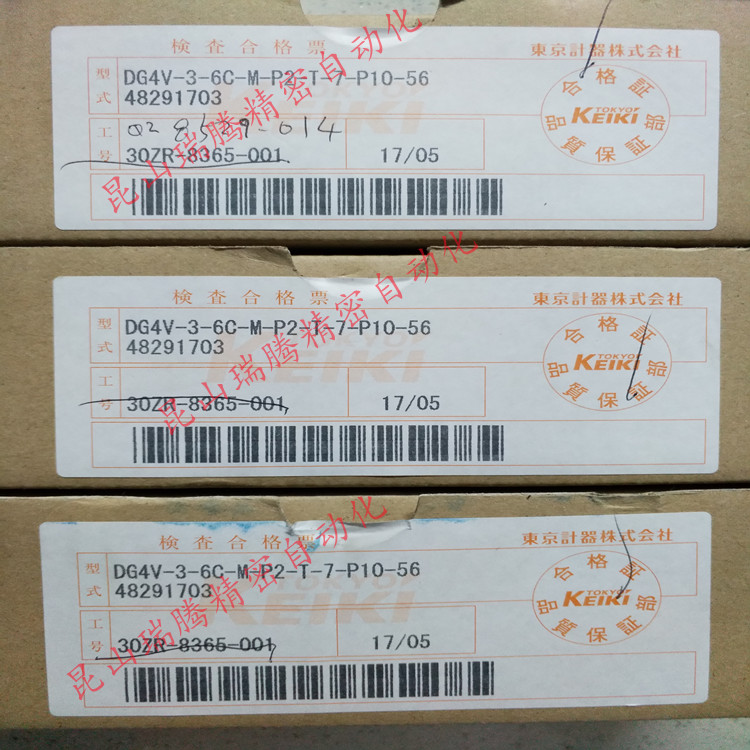 検査合格票 東京計器株式会社
型式 DG4V-3-6C-M-P2-T-7-P10-56
48291703
工号 028539-014
30ZR-8365-001 17/05
合格証
TOKYO
KEIKI
品質保証部
昆山瑞腾精密自动化
検査合格票 東京計器株式会社
型式 DG4V-3-6C-M-P2-T-7-P10-56
48291703
工号 30ZR-8365-001 17/05
合格証
TOKYO
KEIKI
品質保証部
昆山瑞腾精密自动化
検査合格票 東京計器株式会社
型式 DG4V-3-6C-M-P2-T-7-P10-56
48291703
工号 30ZR-8365-001 17/05
合格証
TOKYO
KEIKI
品質保証部
昆山瑞腾精密自动化